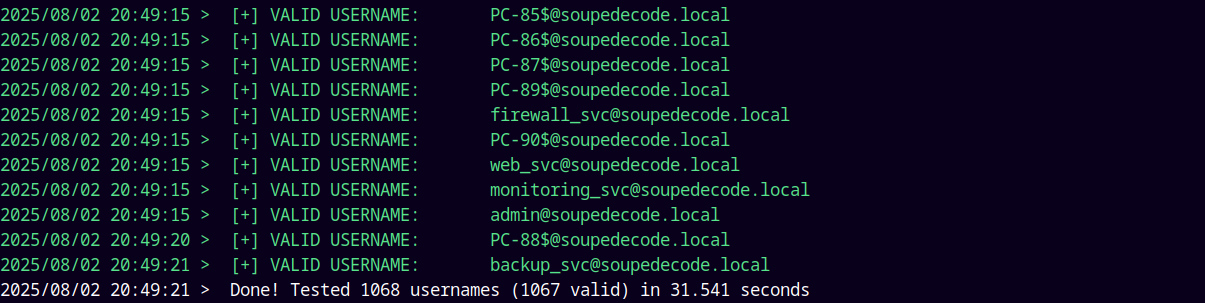 2025/08/02 20:49:15 > [+] VALID USERNAME: PC-85$@soupedecode.local
2025/08/02 20:49:15 > [+] VALID USERNAME: PC-86$@soupedecode.local
2025/08/02 20:49:15 > [+] VALID USERNAME: PC-87$@soupedecode.local
2025/08/02 20:49:15 > [+] VALID USERNAME: PC-89$@soupedecode.local
2025/08/02 20:49:15 > [+] VALID USERNAME: firewall_svc@soupedecode.local
2025/08/02 20:49:15 > [+] VALID USERNAME: PC-90$@soupedecode.local
2025/08/02 20:49:15 > [+] VALID USERNAME: web_svc@soupedecode.local
2025/08/02 20:49:15 > [+] VALID USERNAME: monitoring_svc@soupedecode.local
2025/08/02 20:49:15 > [+] VALID USERNAME: admin@soupedecode.local
2025/08/02 20:49:20 > [+] VALID USERNAME: PC-88$@soupedecode.local
2025/08/02 20:49:21 > [+] VALID USERNAME: backup_svc@soupedecode.local
2025/08/02 20:49:21 > Done! Tested 1068 usernames (1067 valid) in 31.541 seconds